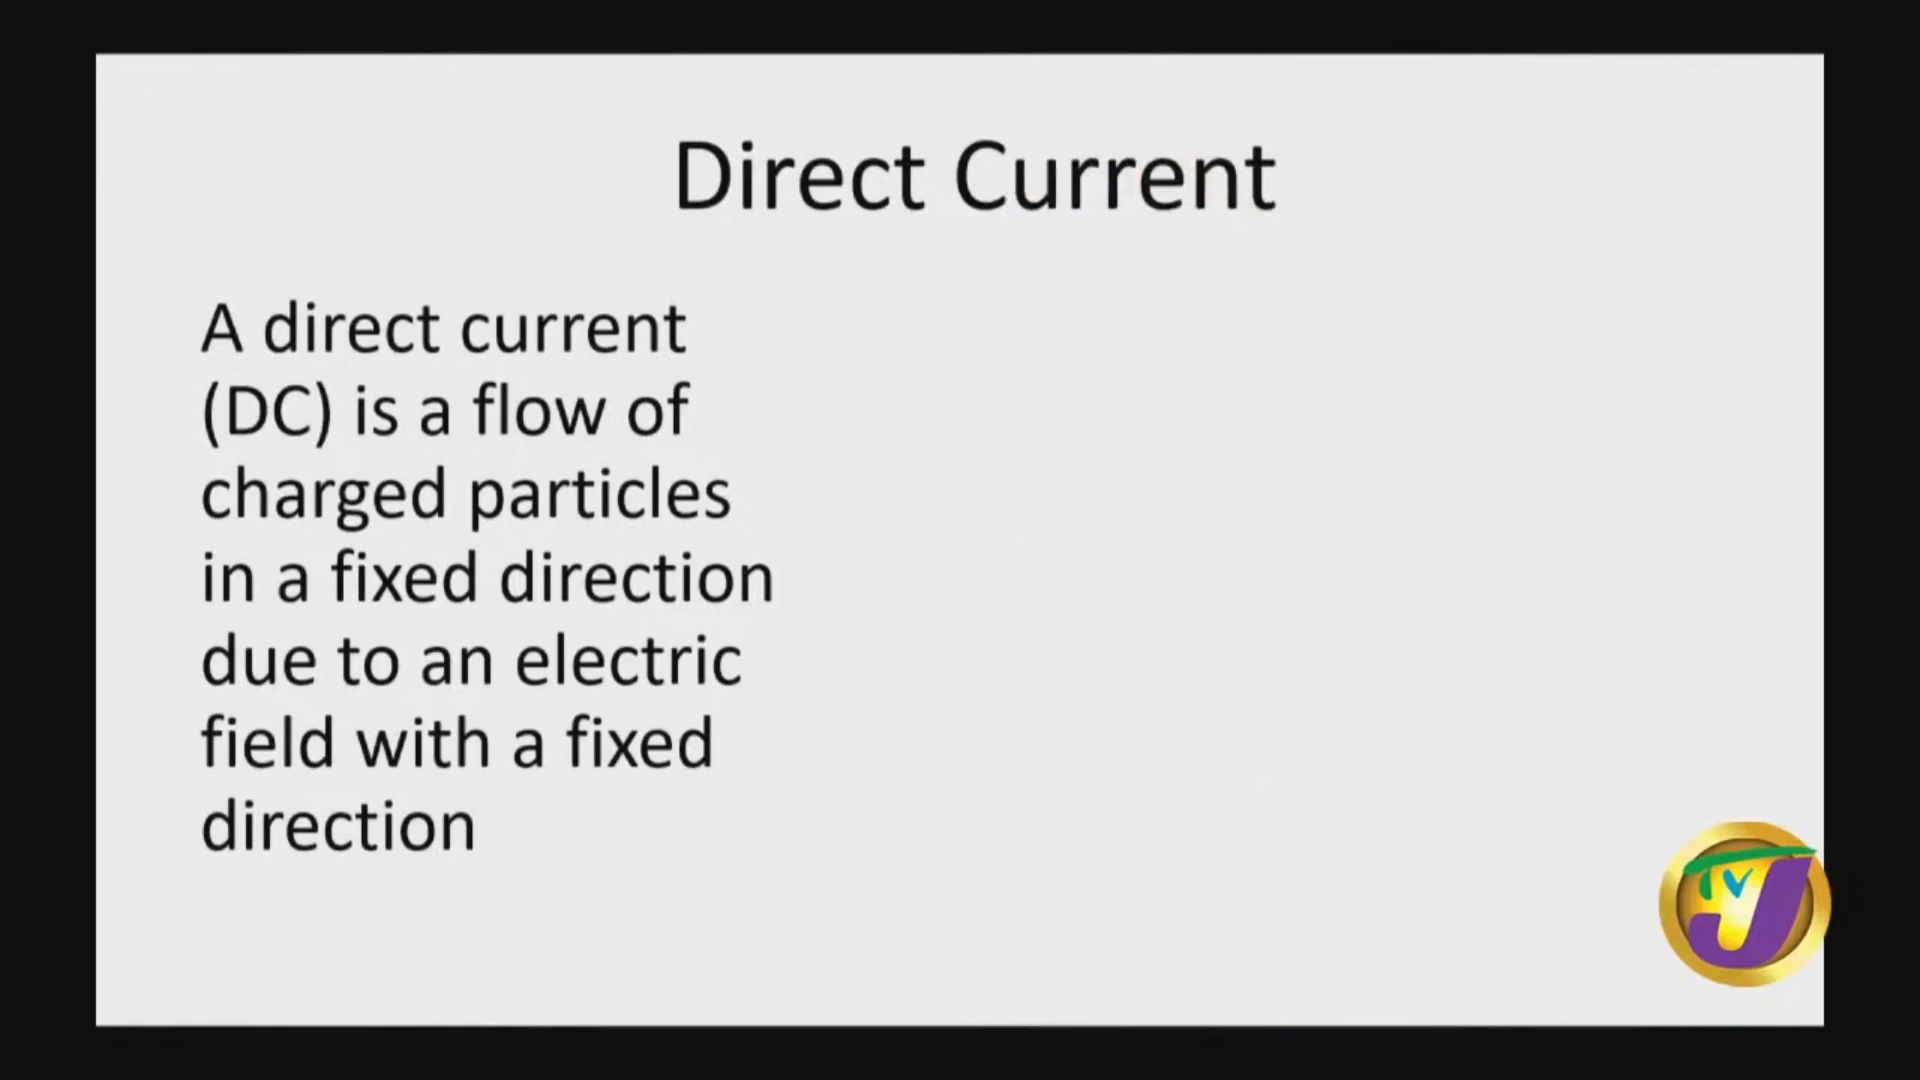 Direct Current
A direct current
(DC) is a flow of
charged particles
in a fixed direction
due to an electric
field with a fixed
direction
TVJ